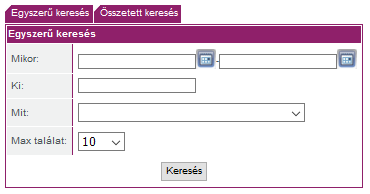 Egyszerű keresés Összetett keresés
Egyszerű keresés
Mikor: -
Ki:
Mit:
Max találat: 10
Keresés